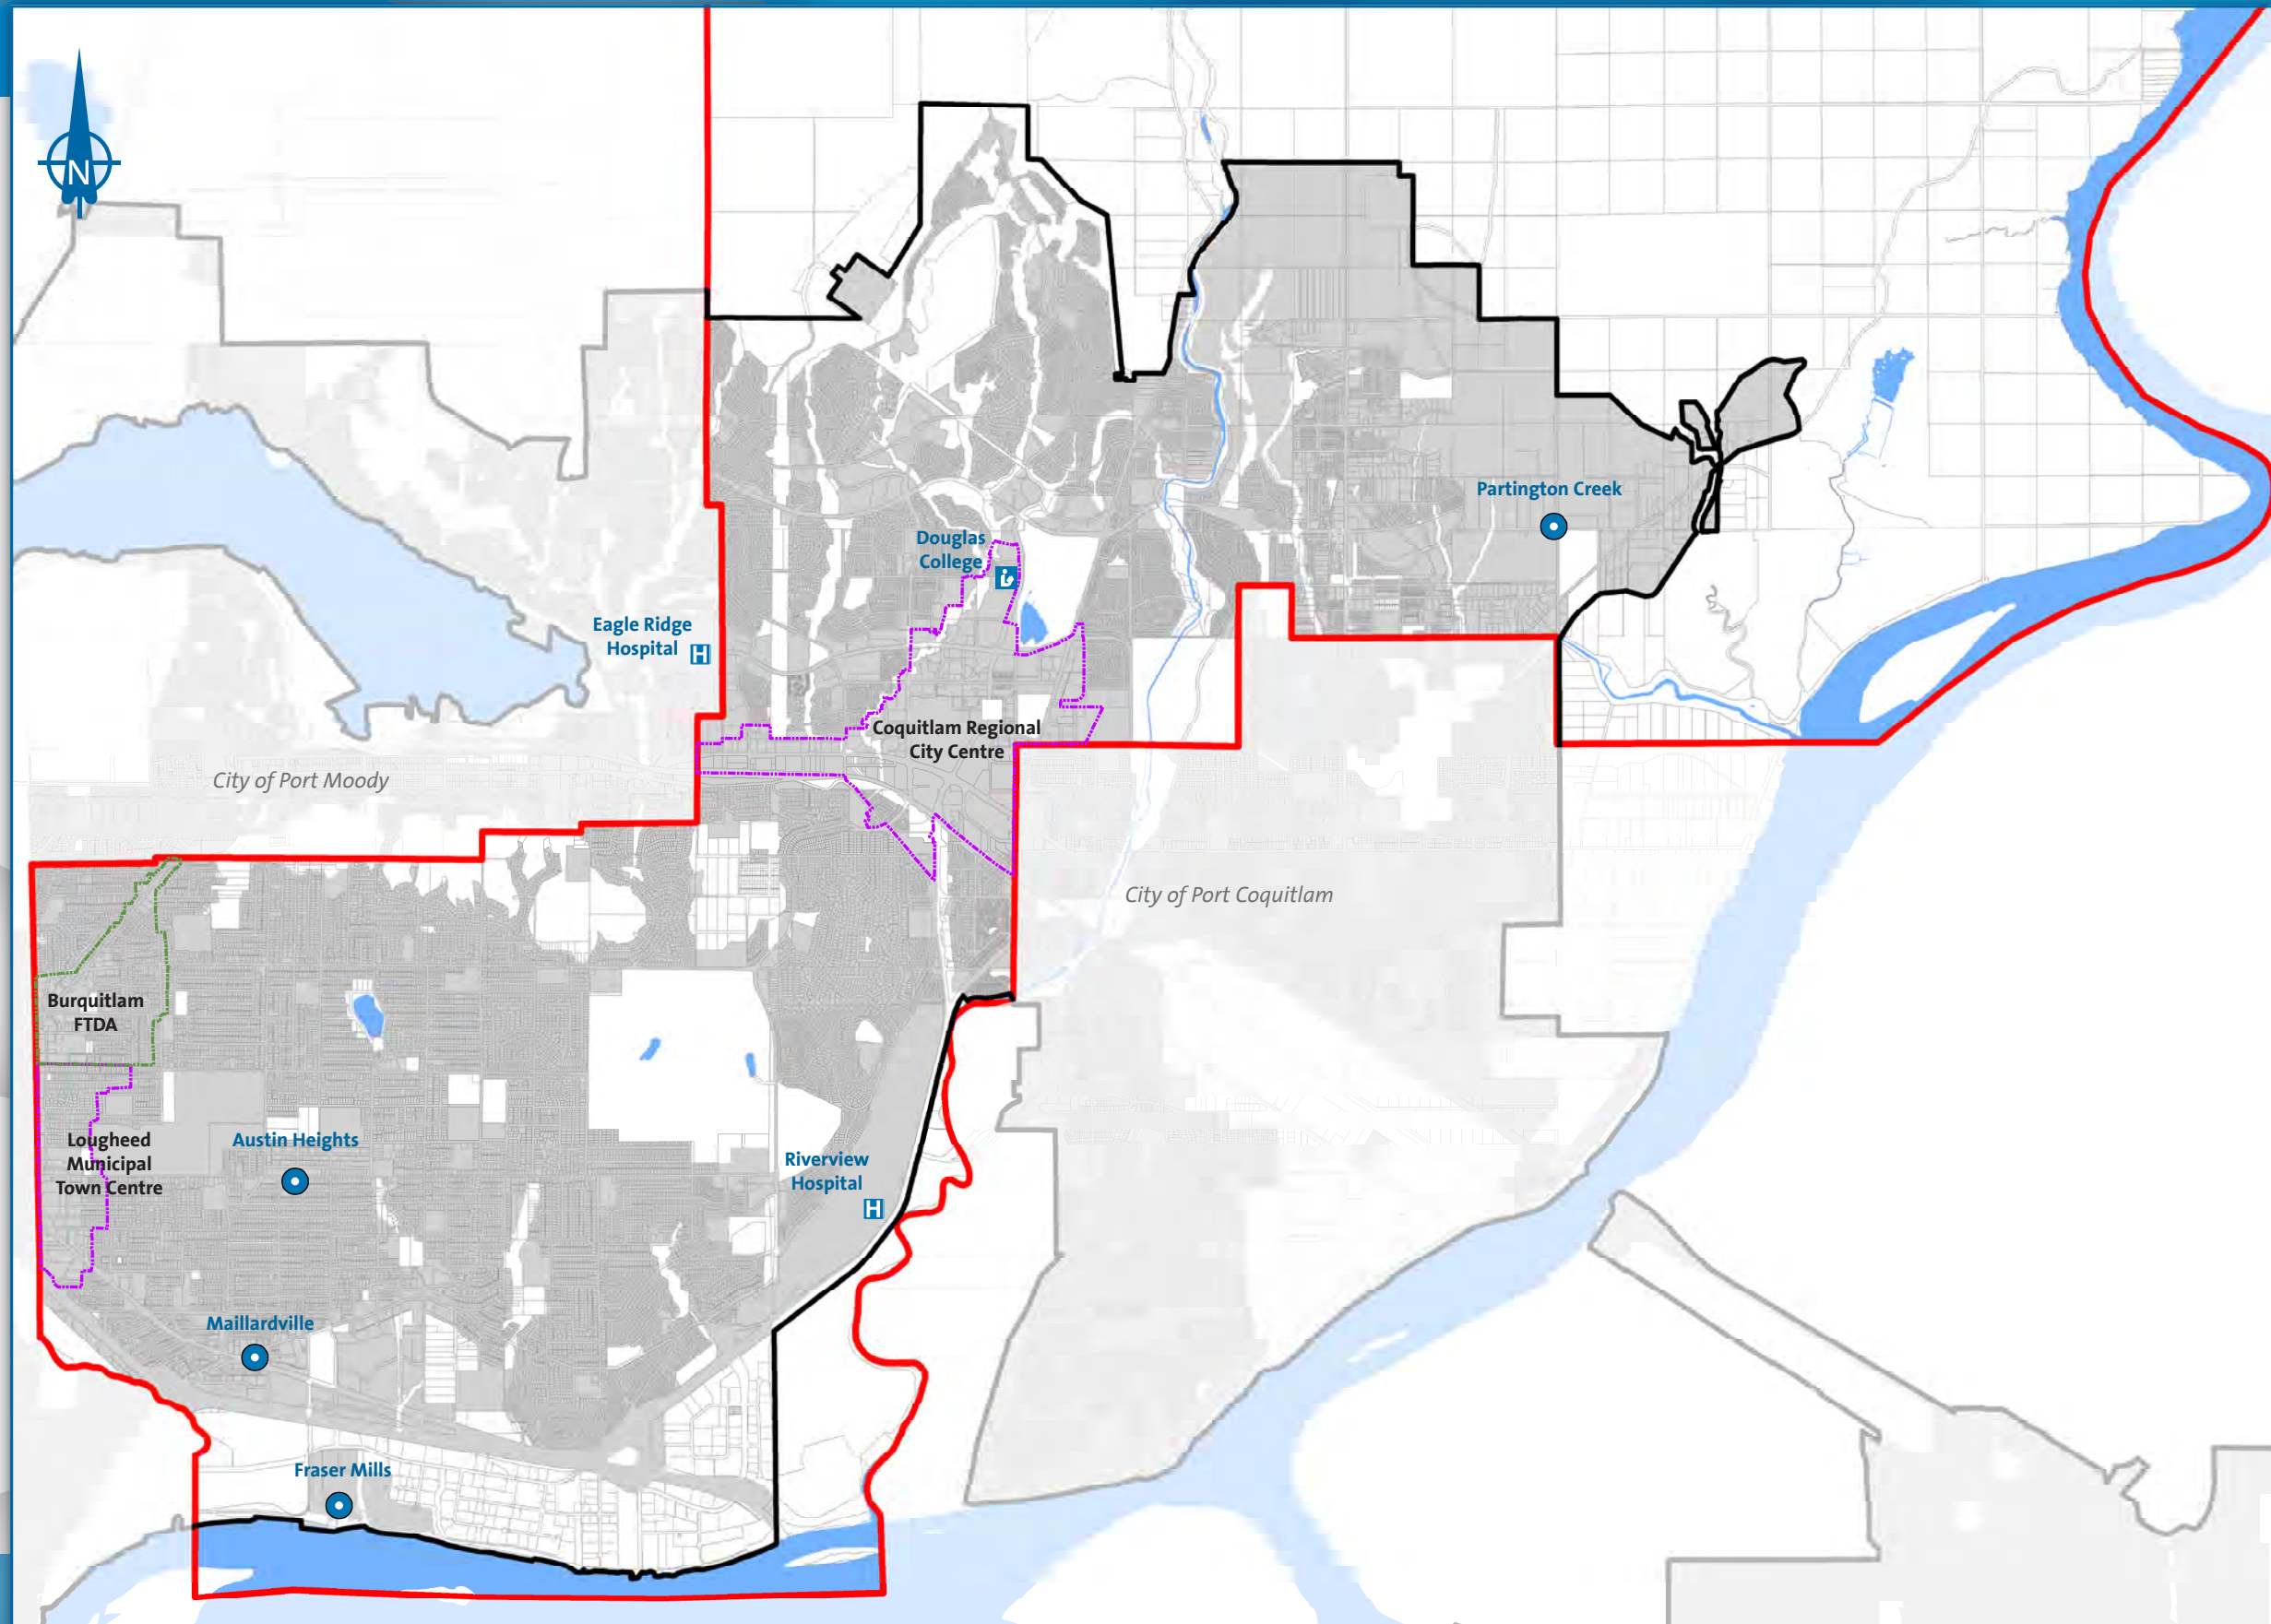 N
Partington Creek
Douglas
College
Eagle Ridge
Hospital H
Coquitlam Regional
City Centre
City of Port Moody
City of Port Coquitlam
Burquitlam
FTDA
Lougheed
Municipal
Town Centre
Austin Heights
Riverview
Hospital
H
Maillardville
Fraser Mills